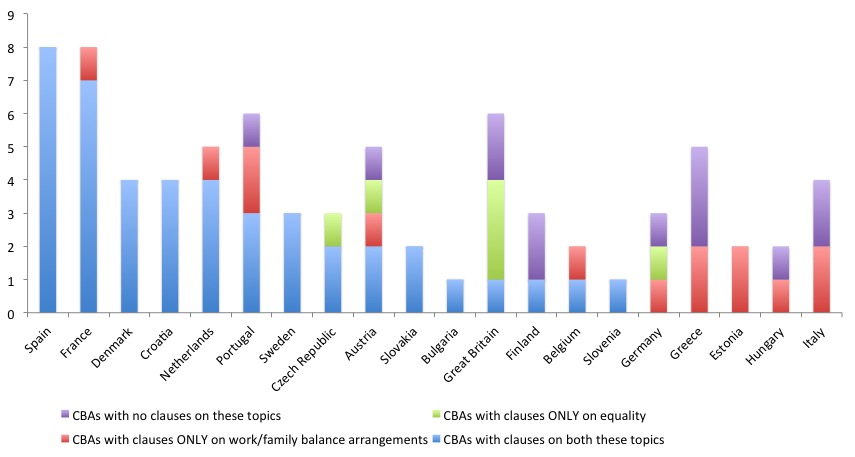 9
8
7
6
5
4
3
2
1
0
Spain
France
Denmark
Croatia
Netherlands
Portugal
Sweden
Czech Republic
Austria
Slovakia
Bulgaria
Great Britain
Finland
Belgium
Slovenia
Germany
Greece
Estonia
Hungary
Italy
CBAs with no clauses on these topics
CBAs with clauses ONLY on equality
CBAs with clauses ONLY on work/family balance arrangements
CBAs with clauses on both these topics